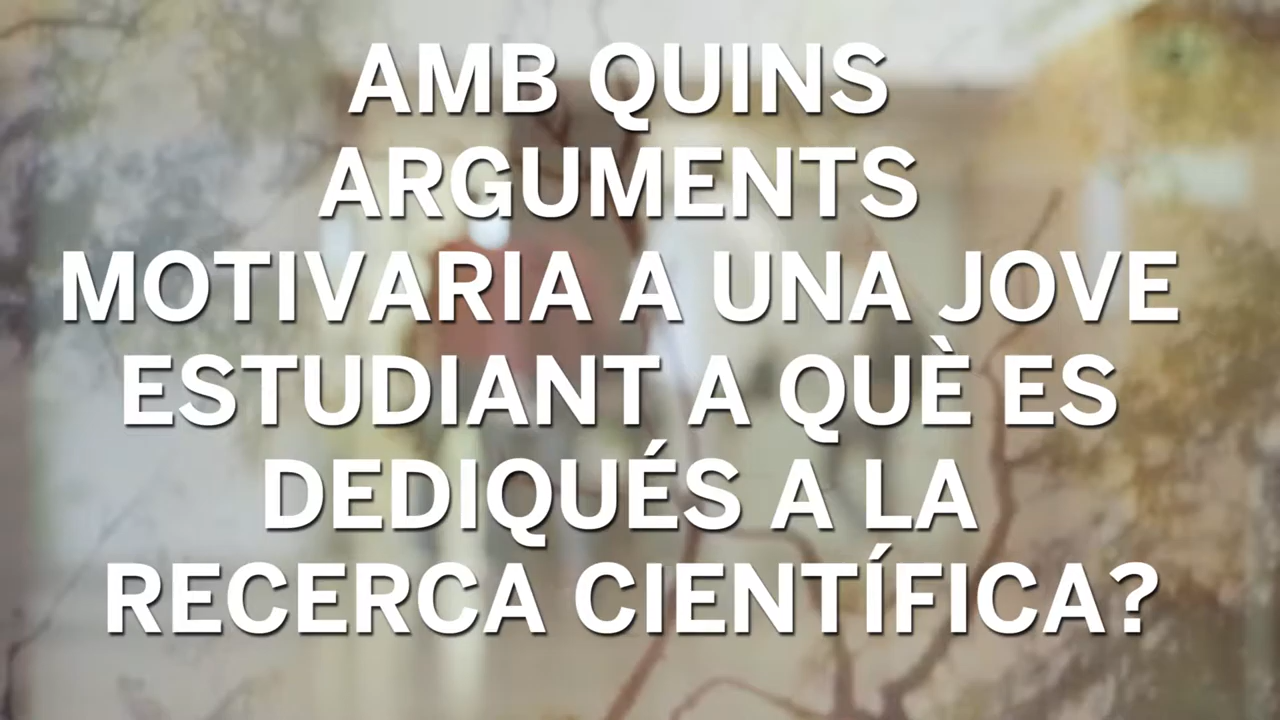 AMB QUINS
ARGUMENTS
MOTIVARIA A UNA JOVE
ESTUDIANT A QUÈ ES
DEDIQUÉS A LA
RECERCA CIENTÍFICA?